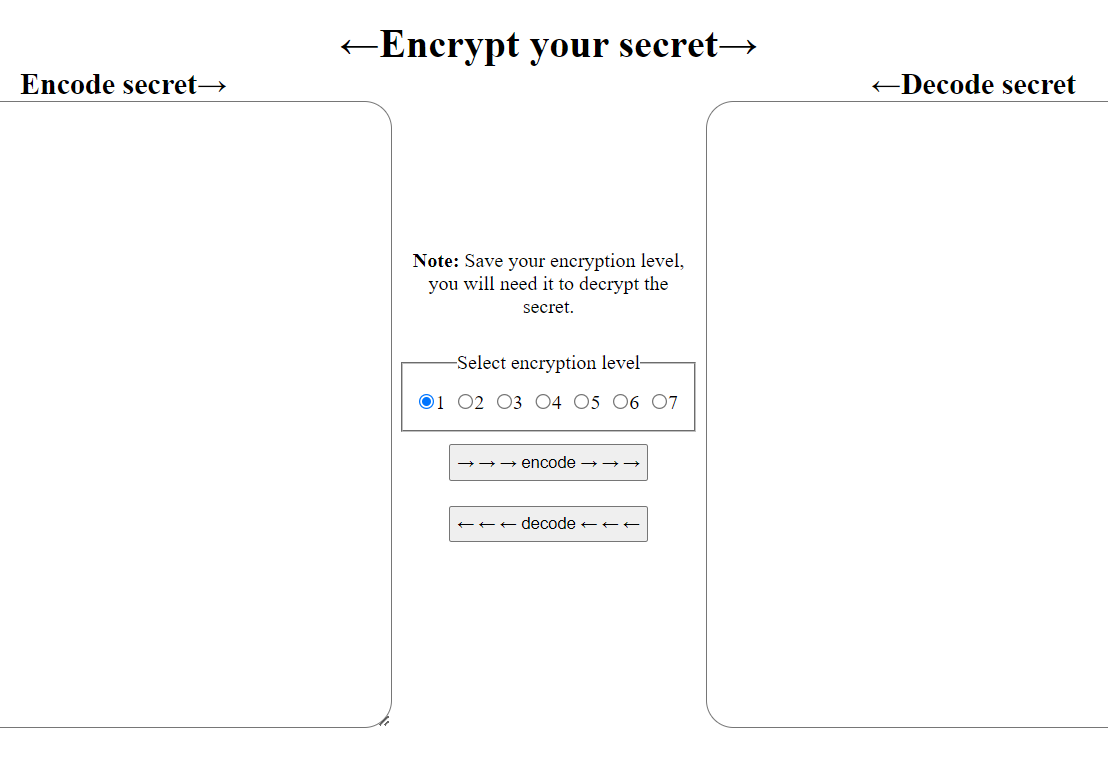 ←Encrypt your secret→
Encode secret→
←Decode secret
Note: Save your encryption level,
you will need it to decrypt the
secret.
Select encryption level
1 2 3 4 5 6 7
→ → → encode → → →
← ← ← decode ← ← ←